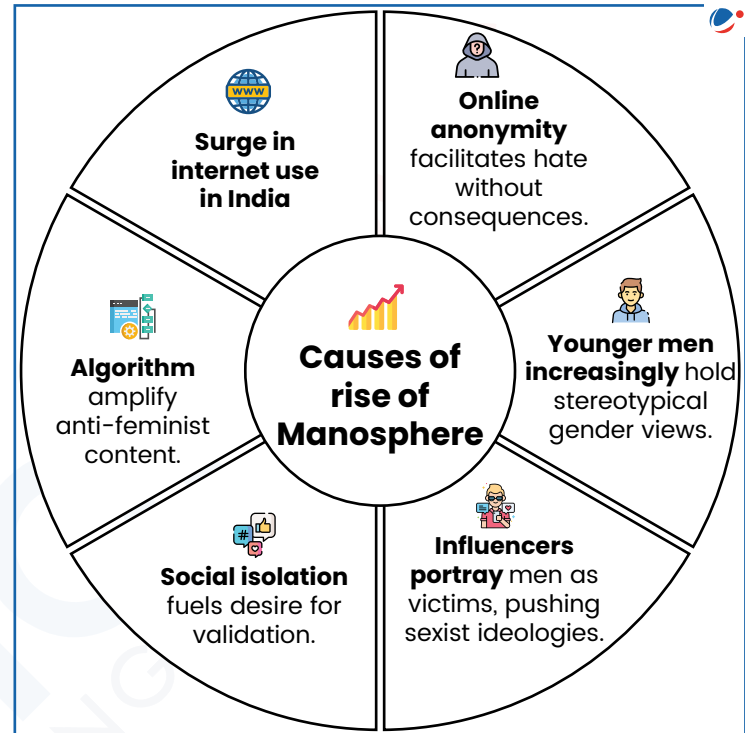 Causes of
rise of
Manosphere
WWW
Surge in
internet use
in India
?
Online
anonymity
facilitates hate
without
consequences.
Younger men
increasingly hold
stereotypical
gender views.
Influencers
portray men as
victims, pushing
sexist ideologies.
#
Social isolation
fuels desire for
validation.
Algorithm
amplify
anti-feminist
content.